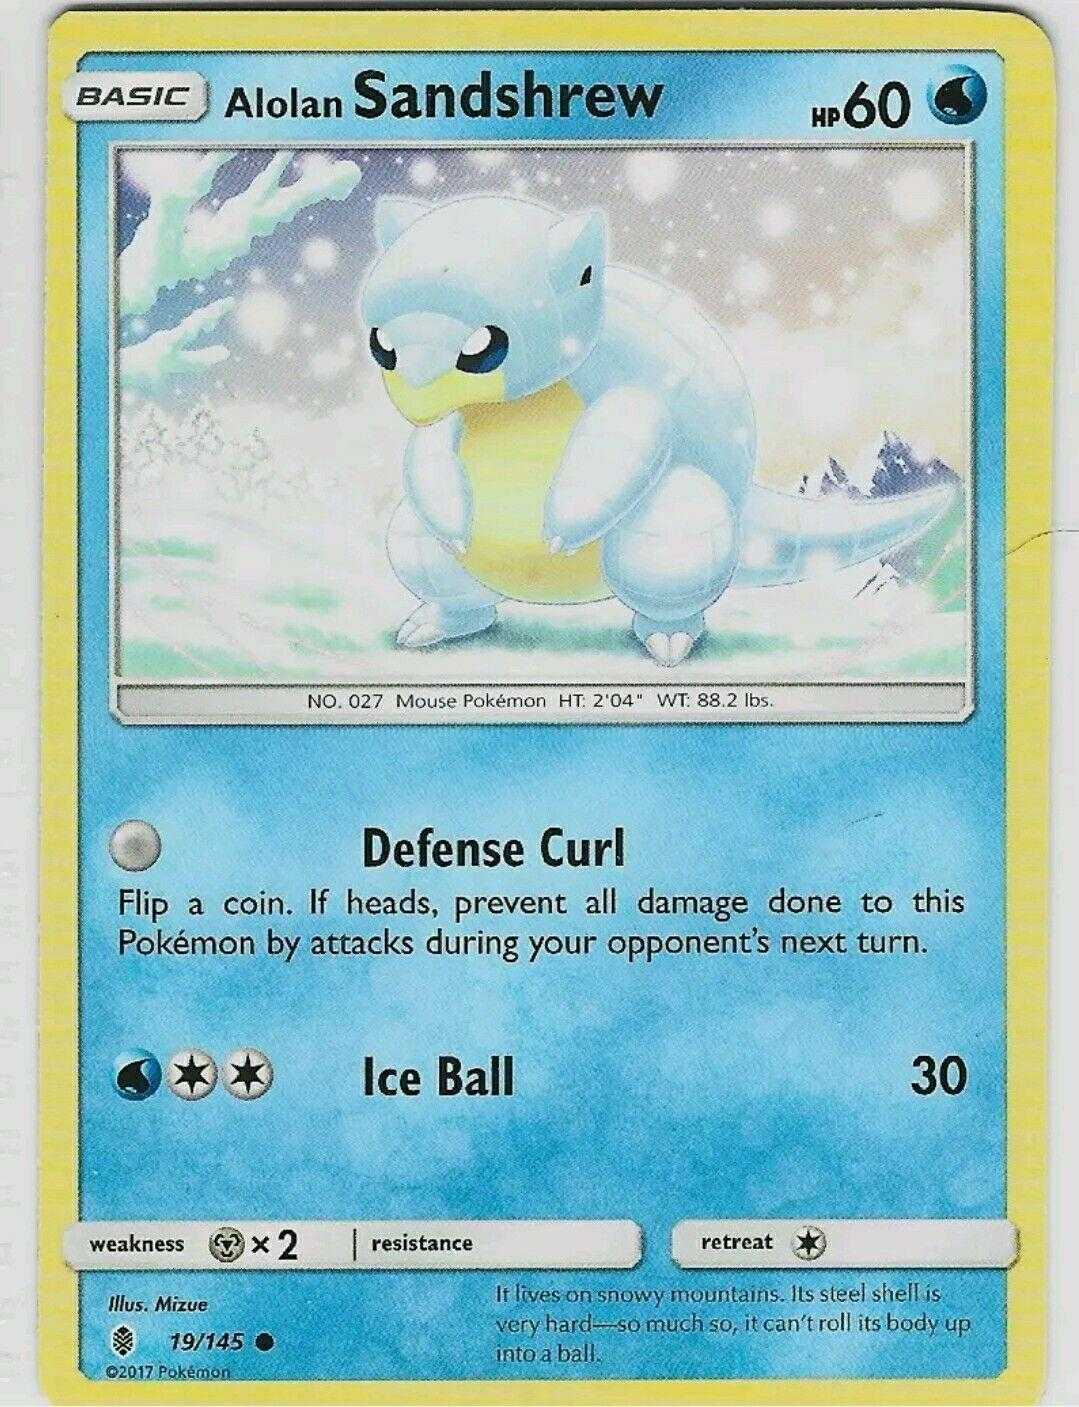 BASIC Alolan Sandshrew HP60
NO. 027 Mouse Pokémon HT: 2'04" WT: 88.2 lbs.
Defense Curl
Flip a coin. If heads, prevent all damage done to this
Pokémon by attacks during your opponent's next turn.
Ice Ball 30
weakness ×2 resistance retreat
Illus. Mizue
19/145
©2017 Pokémon
It lives on snowy mountains. Its steel shell is
very hard—so much so, it can't roll its body up
into a ball.